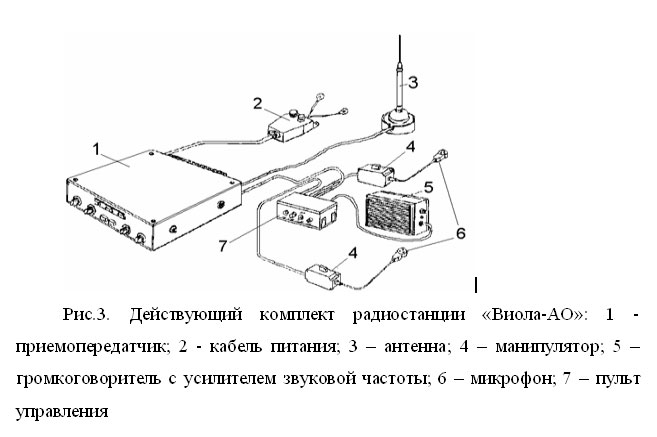 3
2
1
4
5
7
6
4
Рис.3. Действующий комплект радиостанции «Виола-АО»: 1 -
приемопередатчик; 2 - кабель питания; 3 – антенна; 4 – манипулятор; 5 –
громкоговоритель с усилителем звуковой частоты; 6 – микрофон; 7 – пульт
управления